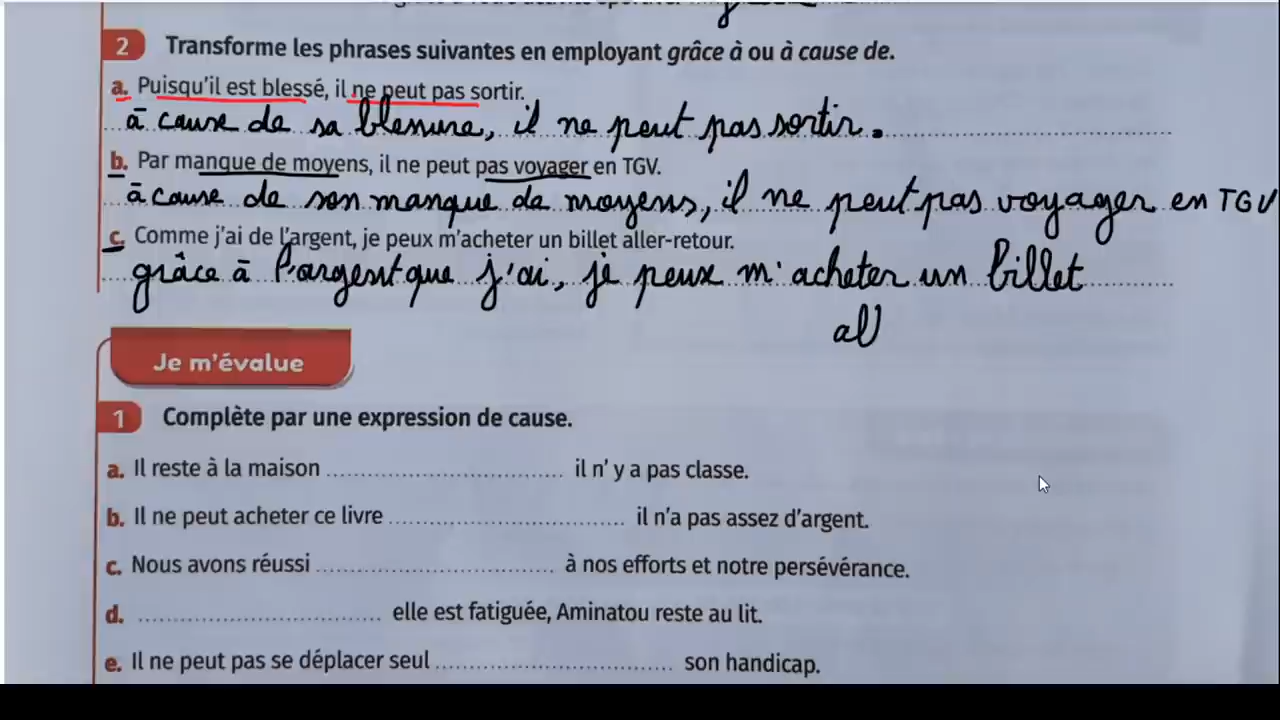 2 Transforme les phrases suivantes en employant grâce à ou à cause de.
a. Puisqu'il est blessé, il ne peut pas sortir.
à cause de sa blessure, il ne peut pas sortir.
b. Par manque de moyens, il ne peut pas voyager en TGV.
à cause de son manque de moyens, il ne peut pas voyager en TGV
c. Comme j'ai de l'argent, je peux m'acheter un billet aller-retour.
grâce à l'argent que j'ai, je peux m'acheter un billet
all
Je m'évalue
1 Complète par une expression de cause.
a. Il reste à la maison ........................................ il n' y a pas classe.
b. Il ne peut acheter ce livre ........................................ il n'a pas assez d'argent.
c. Nous avons réussi ........................................ à nos efforts et notre persévérance.
d. ........................................ elle est fatiguée, Aminatou reste au lit.
e. Il ne peut pas se déplacer seul ........................................ son handicap.